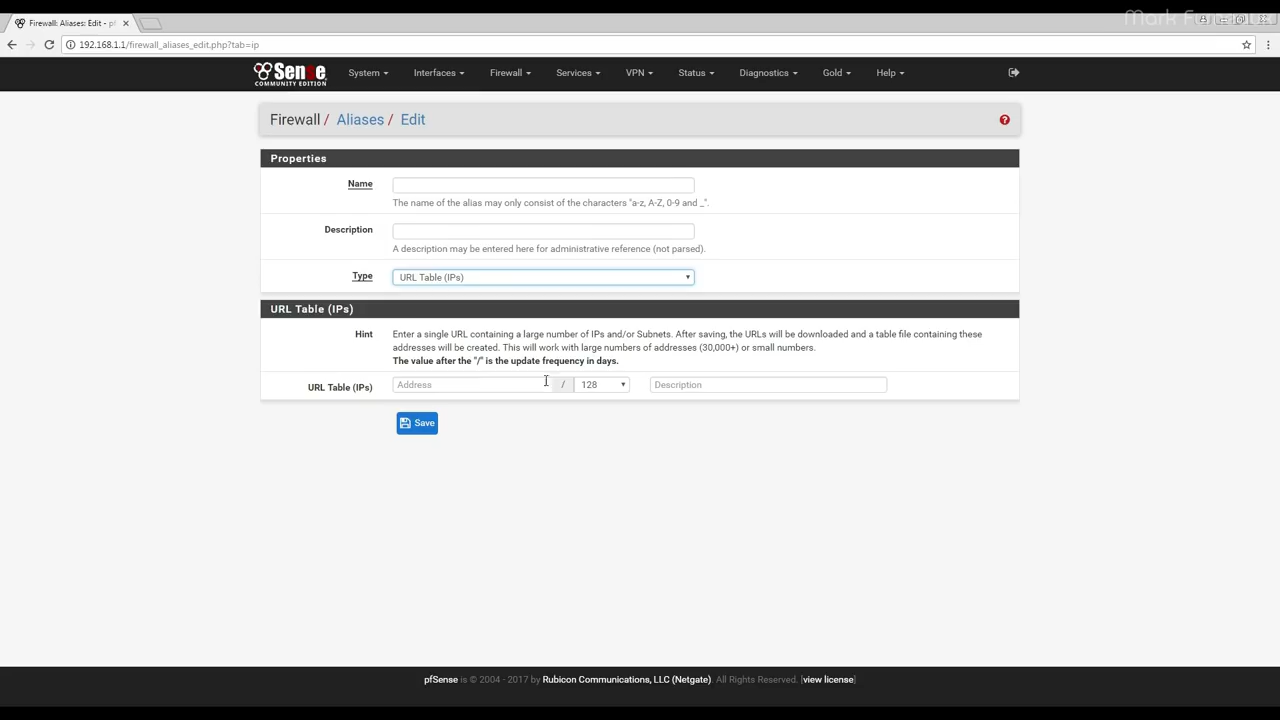 Firewall: Aliases: Edit - pf
Mark Fu
192.168.1.1/firewall_aliases_edit.php?tab=ip
Sense
COMMUNITY EDITION
System
Interfaces
Firewall
Services
VPN
Status
Diagnostics
Gold
Help
Firewall / Aliases / Edit
Properties
Name
The name of the alias may only consist of the characters "a-z, A-Z, 0-9 and _".
Description
A description may be entered here for administrative reference (not parsed).
Type
URL Table (IPs)
URL Table (IPs)
Hint
Enter a single URL containing a large number of IPs and/or Subnets. After saving, the URLs will be downloaded and a table file containing these
addresses will be created. This will work with large numbers of addresses (30,000+) or small numbers.
The value after the "/" is the update frequency in days.
URL Table (IPs)
Address
/
128
Description
Save
pfSense is © 2004 - 2017 by Rubicon Communications, LLC (Netgate). All Rights Reserved. [view license]